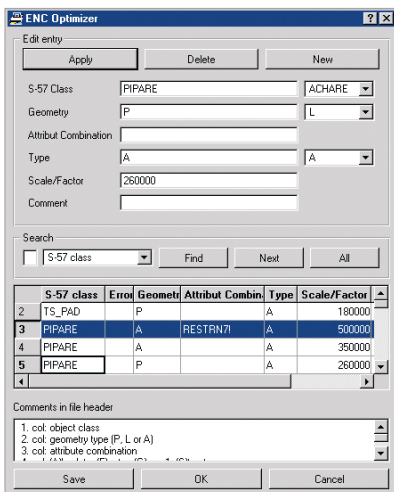 ENC Optimizer
Edit entry
Apply Delete New
S-57 Class PIPARE ACHARE
Geometry P L
Attribut Combination
Type A A
Scale/Factor 260000
Comment
Search
S-57 class Find Next All
S-57 class Error Geometr Attribut Combin. Type Scale/Factor
2 TS_PAD P A 180000
3 PIPARE A RESTRN7! A 500000
4 PIPARE A A 350000
5 PIPARE P A 260000
Comments in file header
1. col: object class
2. col: geometry type (P, L or A)
3. col: attribute combination
Save OK Cancel